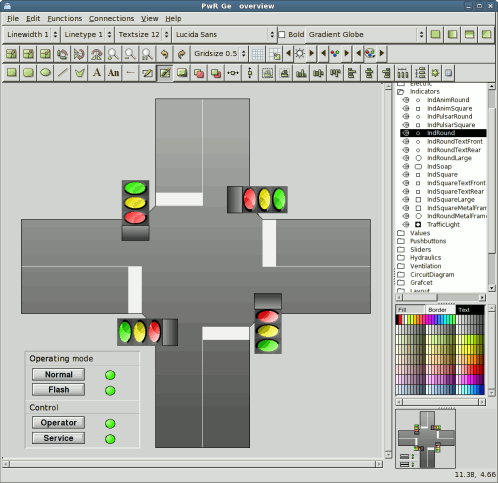 PwR Ge overview
File Edit Functions Connections View Help
Linewidth 1 Linetype 1 Textsize 12 Lucida Sans Bold Gradient Globe
Gridsize 0.5
A An
Indicators
IndAnimRound
IndAnimSquare
IndPulsarRound
IndPulsarSquare
IndRound
IndRoundTextFront
IndRoundTextRear
IndRoundLarge
IndSoap
IndSquare
IndSquareTextFront
IndSquareTextRear
IndSquareLarge
IndSquareMetalFram
IndRoundMetalFrame
TrafficLight
Values
Pushbuttons
Sliders
Hydraulics
Ventilation
CircuitDiagram
Grafcet
Fill Border Text
Operating mode
Normal
Flash
Control
Operator
Service
11.38, 4.66